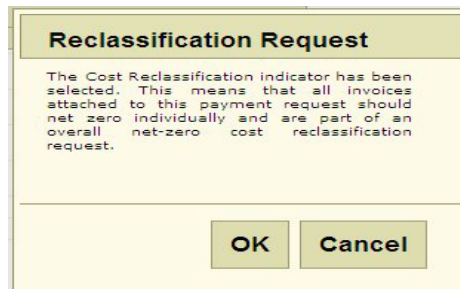 Reclassification Request
The Cost Reclassification indicator has been
selected. This means that all invoices
attached to this payment request should
net zero individually and are part of an
overall net-zero cost reclassification
request.
OK Cancel